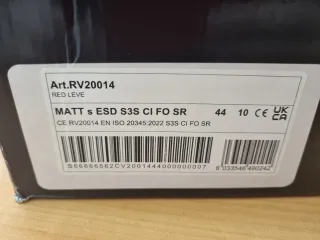 Art.RV20014
RED LEVE
MATT s ESD S3S CI FO SR 44 10 CE UK CA
CE RV20014 EN ISO 20345:2022 S3S CI FO SR
S66666562CV2001444000000007
8 033546 490242